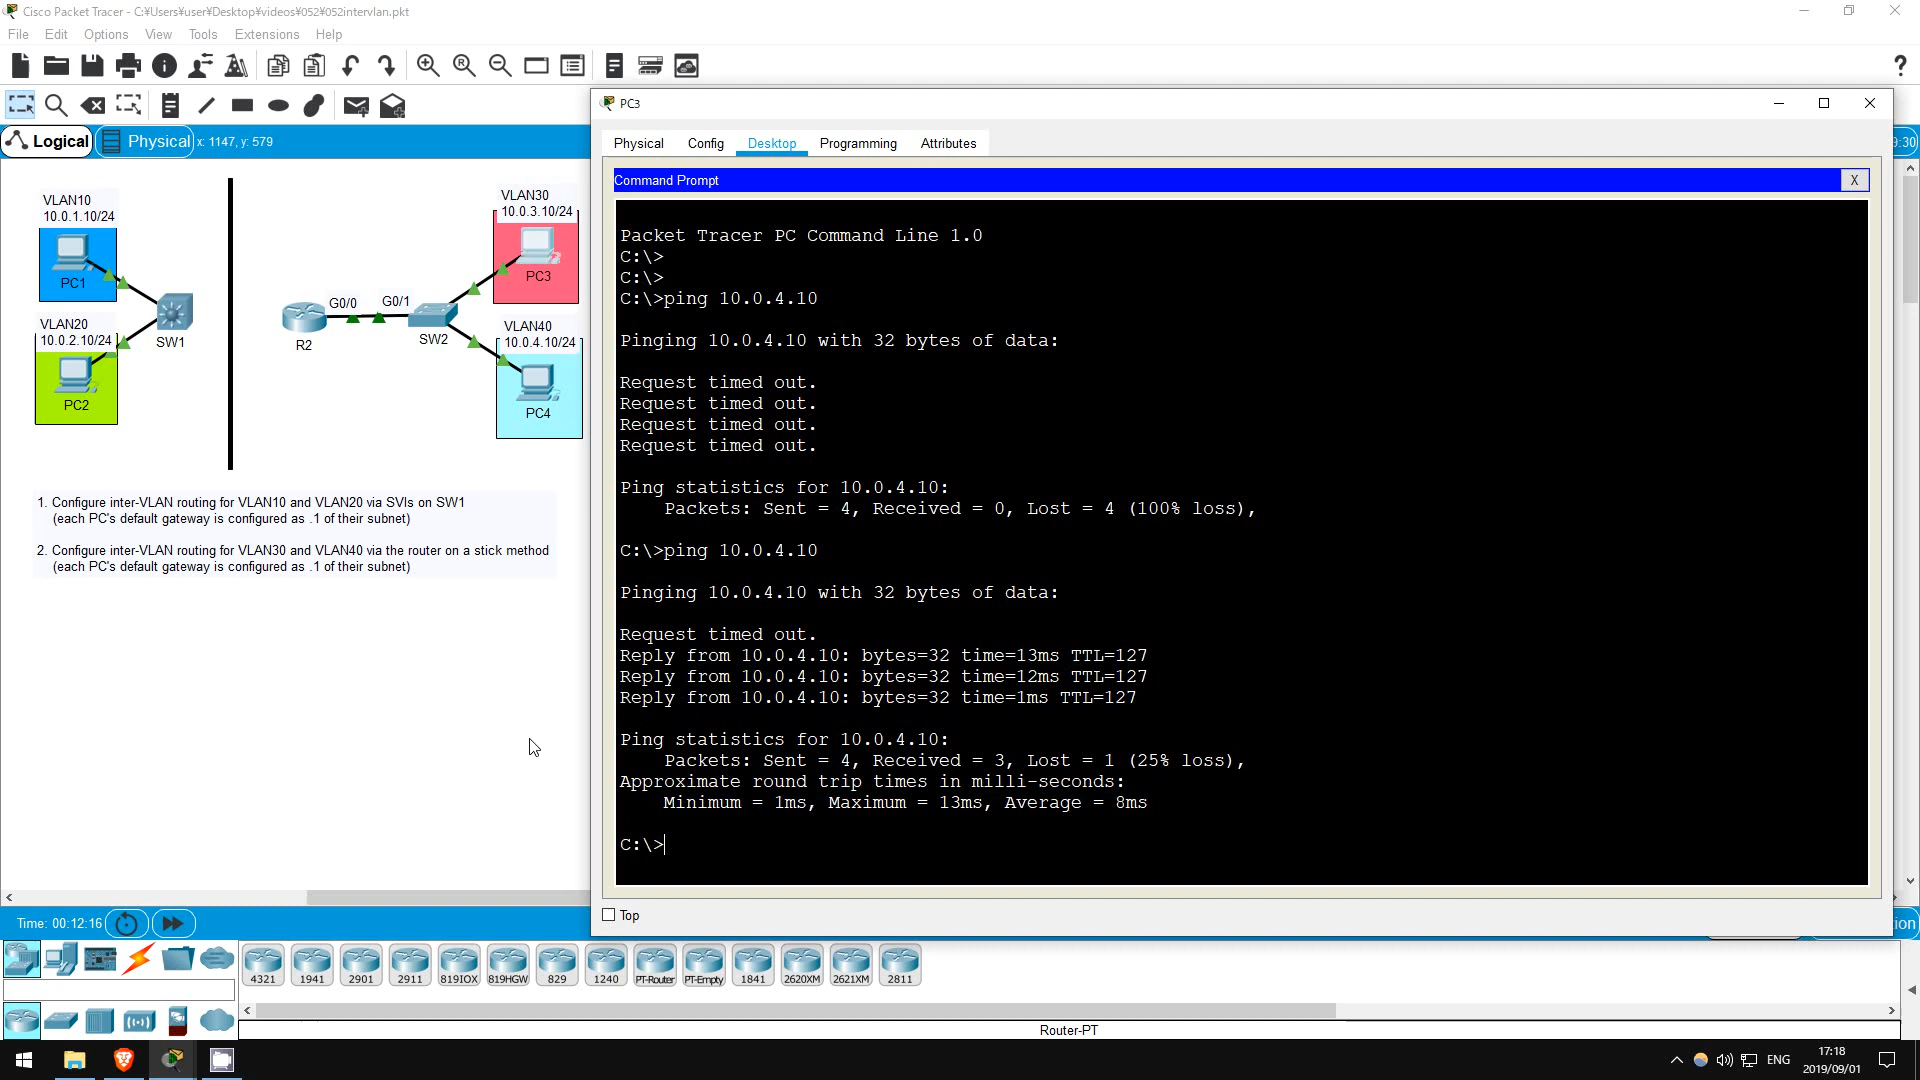 Cisco Packet Tracer - C:¥Users¥user¥Desktop¥videos¥052¥052intervlan.pkt
File Edit Options View Tools Extensions Help
Logical Physical x: 1147, y: 579
9:30
VLAN10
10.0.1.10/24
PC1
VLAN20
10.0.2.10/24
PC2
SW1
R2
G0/0
G0/1
SW2
VLAN30
10.0.3.10/24
PC3
VLAN40
10.0.4.10/24
PC4
1. Configure inter-VLAN routing for VLAN10 and VLAN20 via SVIs on SW1
(each PC's default gateway is configured as .1 of their subnet)
2. Configure inter-VLAN routing for VLAN30 and VLAN40 via the router on a stick method
(each PC's default gateway is configured as .1 of their subnet)
PC3
Physical Config Desktop Programming Attributes
Command Prompt
X
Packet Tracer PC Command Line 1.0
C:\>
C:\>
C:\>ping 10.0.4.10
Pinging 10.0.4.10 with 32 bytes of data:
Request timed out.
Request timed out.
Request timed out.
Request timed out.
Ping statistics for 10.0.4.10:
Packets: Sent = 4, Received = 0, Lost = 4 (100% loss),
C:\>ping 10.0.4.10
Pinging 10.0.4.10 with 32 bytes of data:
Request timed out.
Reply from 10.0.4.10: bytes=32 time=13ms TTL=127
Reply from 10.0.4.10: bytes=32 time=12ms TTL=127
Reply from 10.0.4.10: bytes=32 time=1ms TTL=127
Ping statistics for 10.0.4.10:
Packets: Sent = 4, Received = 3, Lost = 1 (25% loss),
Approximate round trip times in milli-seconds:
Minimum = 1ms, Maximum = 13ms, Average = 8ms
C:\>
Top
Time: 00:12:16
ion
4321 1941 2901 2911 819IOX 819HGW 829 1240 PT-Router PT-Empty 1841 2620XM 2621XM 2811
Router-PT
ENG
17:18
2019/09/01